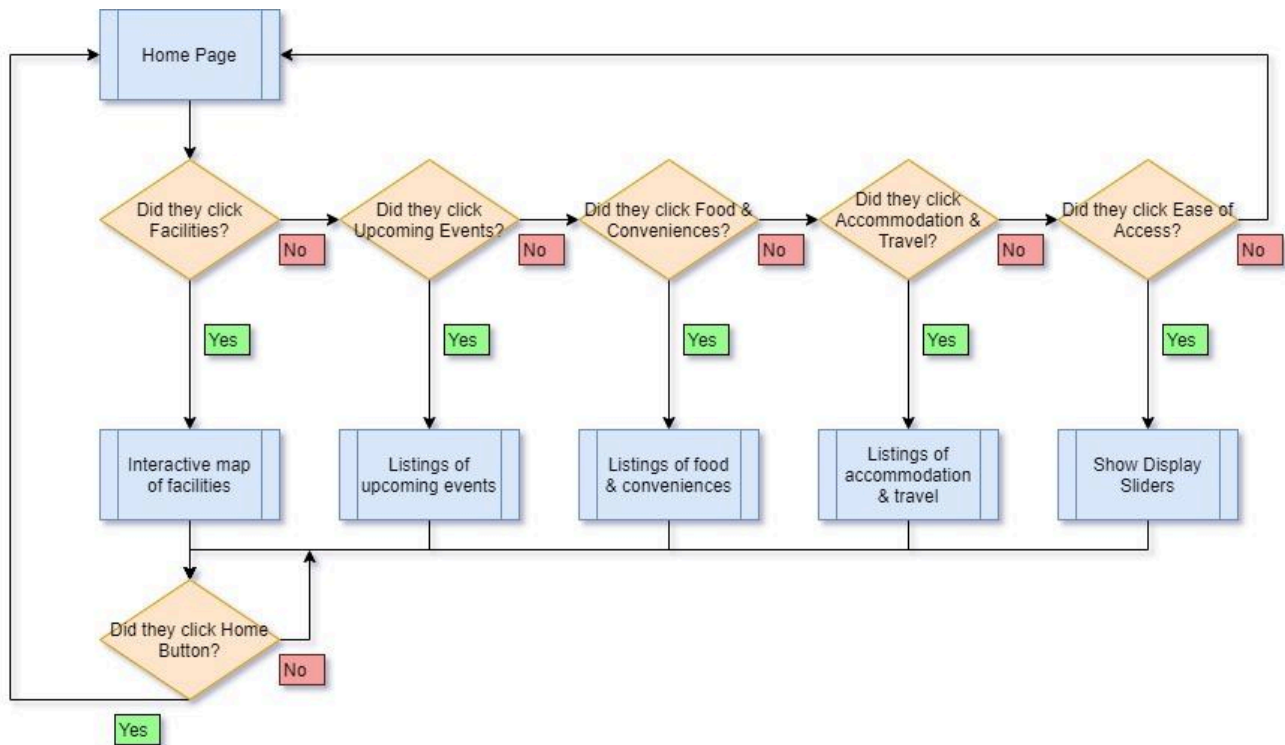 Home Page
Did they click
Facilities?
No
Did they click
Upcoming Events?
No
Did they click Food &
Conveniences?
No
Did they click
Accommodation &
Travel?
No
Did they click Ease of
Access?
No
Yes
Yes
Yes
Yes
Yes
Interactive map
of facilities
Listings of
upcoming events
Listings of food
& conveniences
Listings of
accommodation
& travel
Show Display
Sliders
Did they click Home
Button?
No
Yes